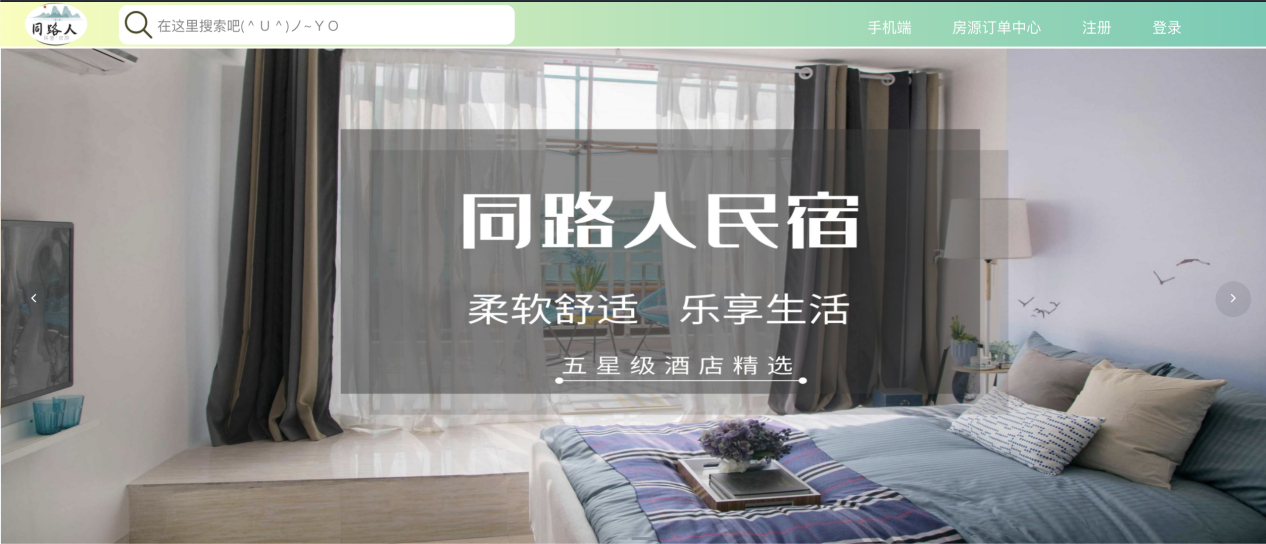 同路人
在这里搜索吧(＾Ｕ＾)ノ~ＹＯ
手机端
房源订单中心
注册
登录
同路人民宿
柔软舒适 乐享生活
五星级酒店精选